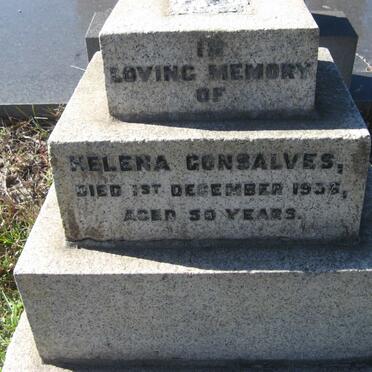 IN
LOVING MEMORY
OF
HELENA GONSALVES,
DIED 1ST DECEMBER 1936,
AGED 50 YEARS.